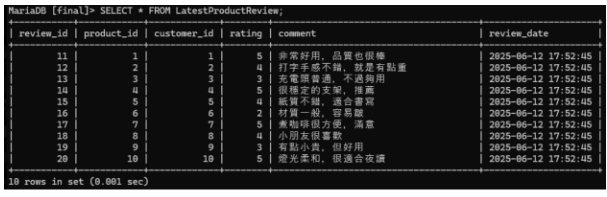 MariaDB [final]> SELECT * FROM LatestProductReview;
| review_id | product_id | customer_id | rating | comment | review_date |
| 11 | 1 | 1 | 5 | 非常好用，品質也很棒 | 2025-06-12 17:52:45 |
| 12 | 2 | 2 | 4 | 打字手感不錯，就是有點重 | 2025-06-12 17:52:45 |
| 13 | 3 | 3 | 3 | 充電頭普通，不過夠用 | 2025-06-12 17:52:45 |
| 14 | 4 | 4 | 5 | 很穩定的支架，推薦 | 2025-06-12 17:52:45 |
| 15 | 5 | 5 | 4 | 紙質不錯，適合書寫 | 2025-06-12 17:52:45 |
| 16 | 6 | 6 | 2 | 材質一般，容易皺 | 2025-06-12 17:52:45 |
| 17 | 7 | 7 | 5 | 煮咖啡很方便，滿意 | 2025-06-12 17:52:45 |
| 18 | 8 | 8 | 4 | 小朋友很喜歡 | 2025-06-12 17:52:45 |
| 19 | 9 | 9 | 3 | 有點小貴，但好用 | 2025-06-12 17:52:45 |
| 20 | 10 | 10 | 5 | 燈光柔和，很適合夜讀 | 2025-06-12 17:52:45 |
10 rows in set (0.001 sec)